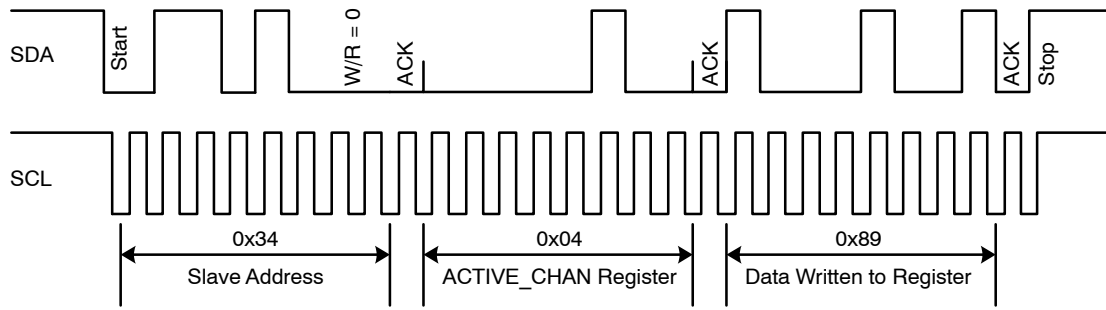 SDA
Start
W/R = 0
ACK
ACK
ACK
Stop
SCL
0x34
0x04
0x89
Slave Address
ACTIVE_CHAN Register
Data Written to Register